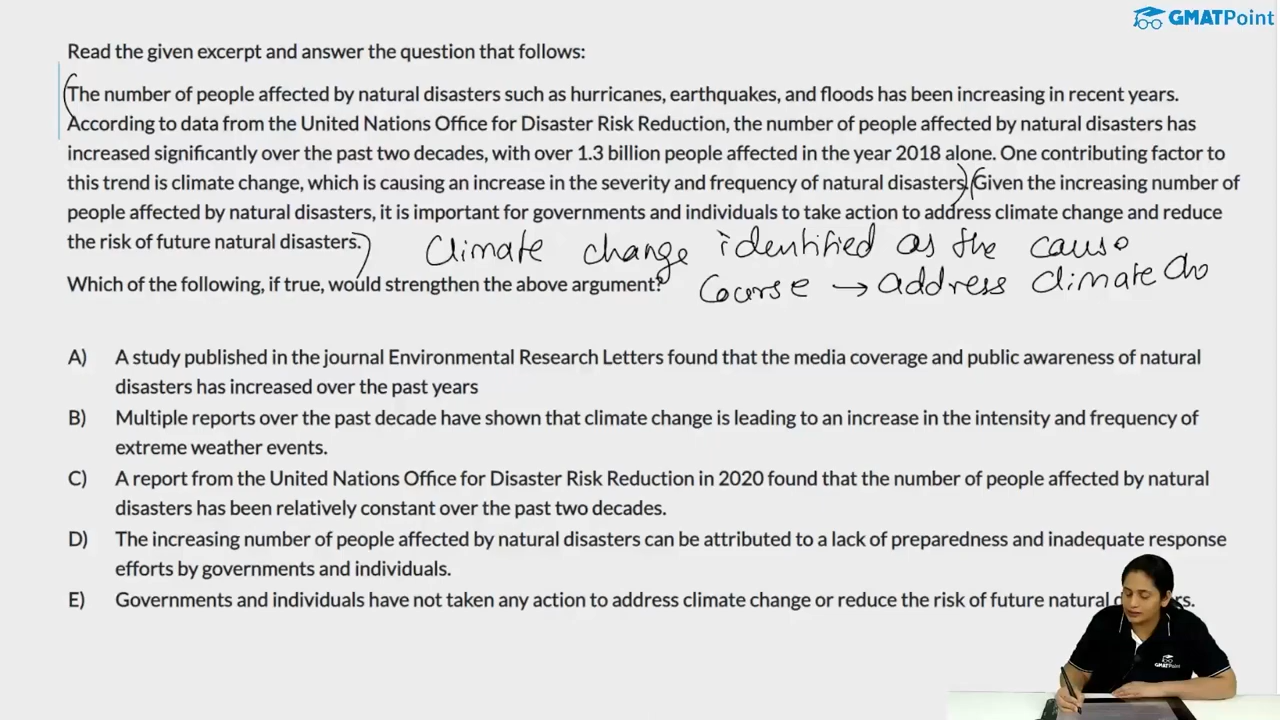 GMATPoint
Read the given excerpt and answer the question that follows:
The number of people affected by natural disasters such as hurricanes, earthquakes, and floods has been increasing in recent years.
According to data from the United Nations Office for Disaster Risk Reduction, the number of people affected by natural disasters has
increased significantly over the past two decades, with over 1.3 billion people affected in the year 2018 alone. One contributing factor to
this trend is climate change, which is causing an increase in the severity and frequency of natural disasters. Given the increasing number of
people affected by natural disasters, it is important for governments and individuals to take action to address climate change and reduce
the risk of future natural disasters.
Climate change identified as the cause
Which of the following, if true, would strengthen the above argument?
Course → address Climate Cho
A) A study published in the journal Environmental Research Letters found that the media coverage and public awareness of natural
disasters has increased over the past years
B) Multiple reports over the past decade have shown that climate change is leading to an increase in the intensity and frequency of
extreme weather events.
C) A report from the United Nations Office for Disaster Risk Reduction in 2020 found that the number of people affected by natural
disasters has been relatively constant over the past two decades.
D) The increasing number of people affected by natural disasters can be attributed to a lack of preparedness and inadequate response
efforts by governments and individuals.
E) Governments and individuals have not taken any action to address climate change or reduce the risk of future natural
GMATPoint